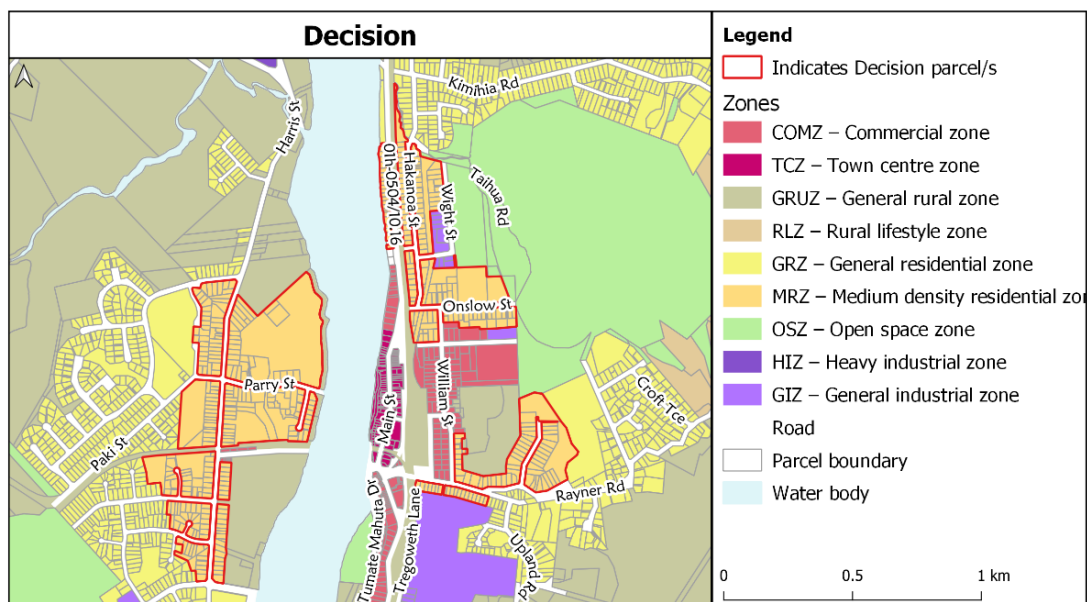 Decision
Legend
Indicates Decision parcel/s
Zones
COMZ – Commercial zone
TCZ – Town centre zone
GRUZ – General rural zone
RLZ – Rural lifestyle zone
GRZ – General residential zone
MRZ – Medium density residential zon
OSZ – Open space zone
HIZ – Heavy industrial zone
GIZ – General industrial zone
Road
Parcel boundary
Water body
0 0.5 1 km
Kimihia Rd
Harris St
01h-0504/10.16
Hakanoa St
Wight St
Taihua Rd
Onslow St
Parry St
Main St
William St
Croft Tce
Paki St
Rayner Rd
Tumate Mahuta Dr
Tregoweth Lane
Upland Rd